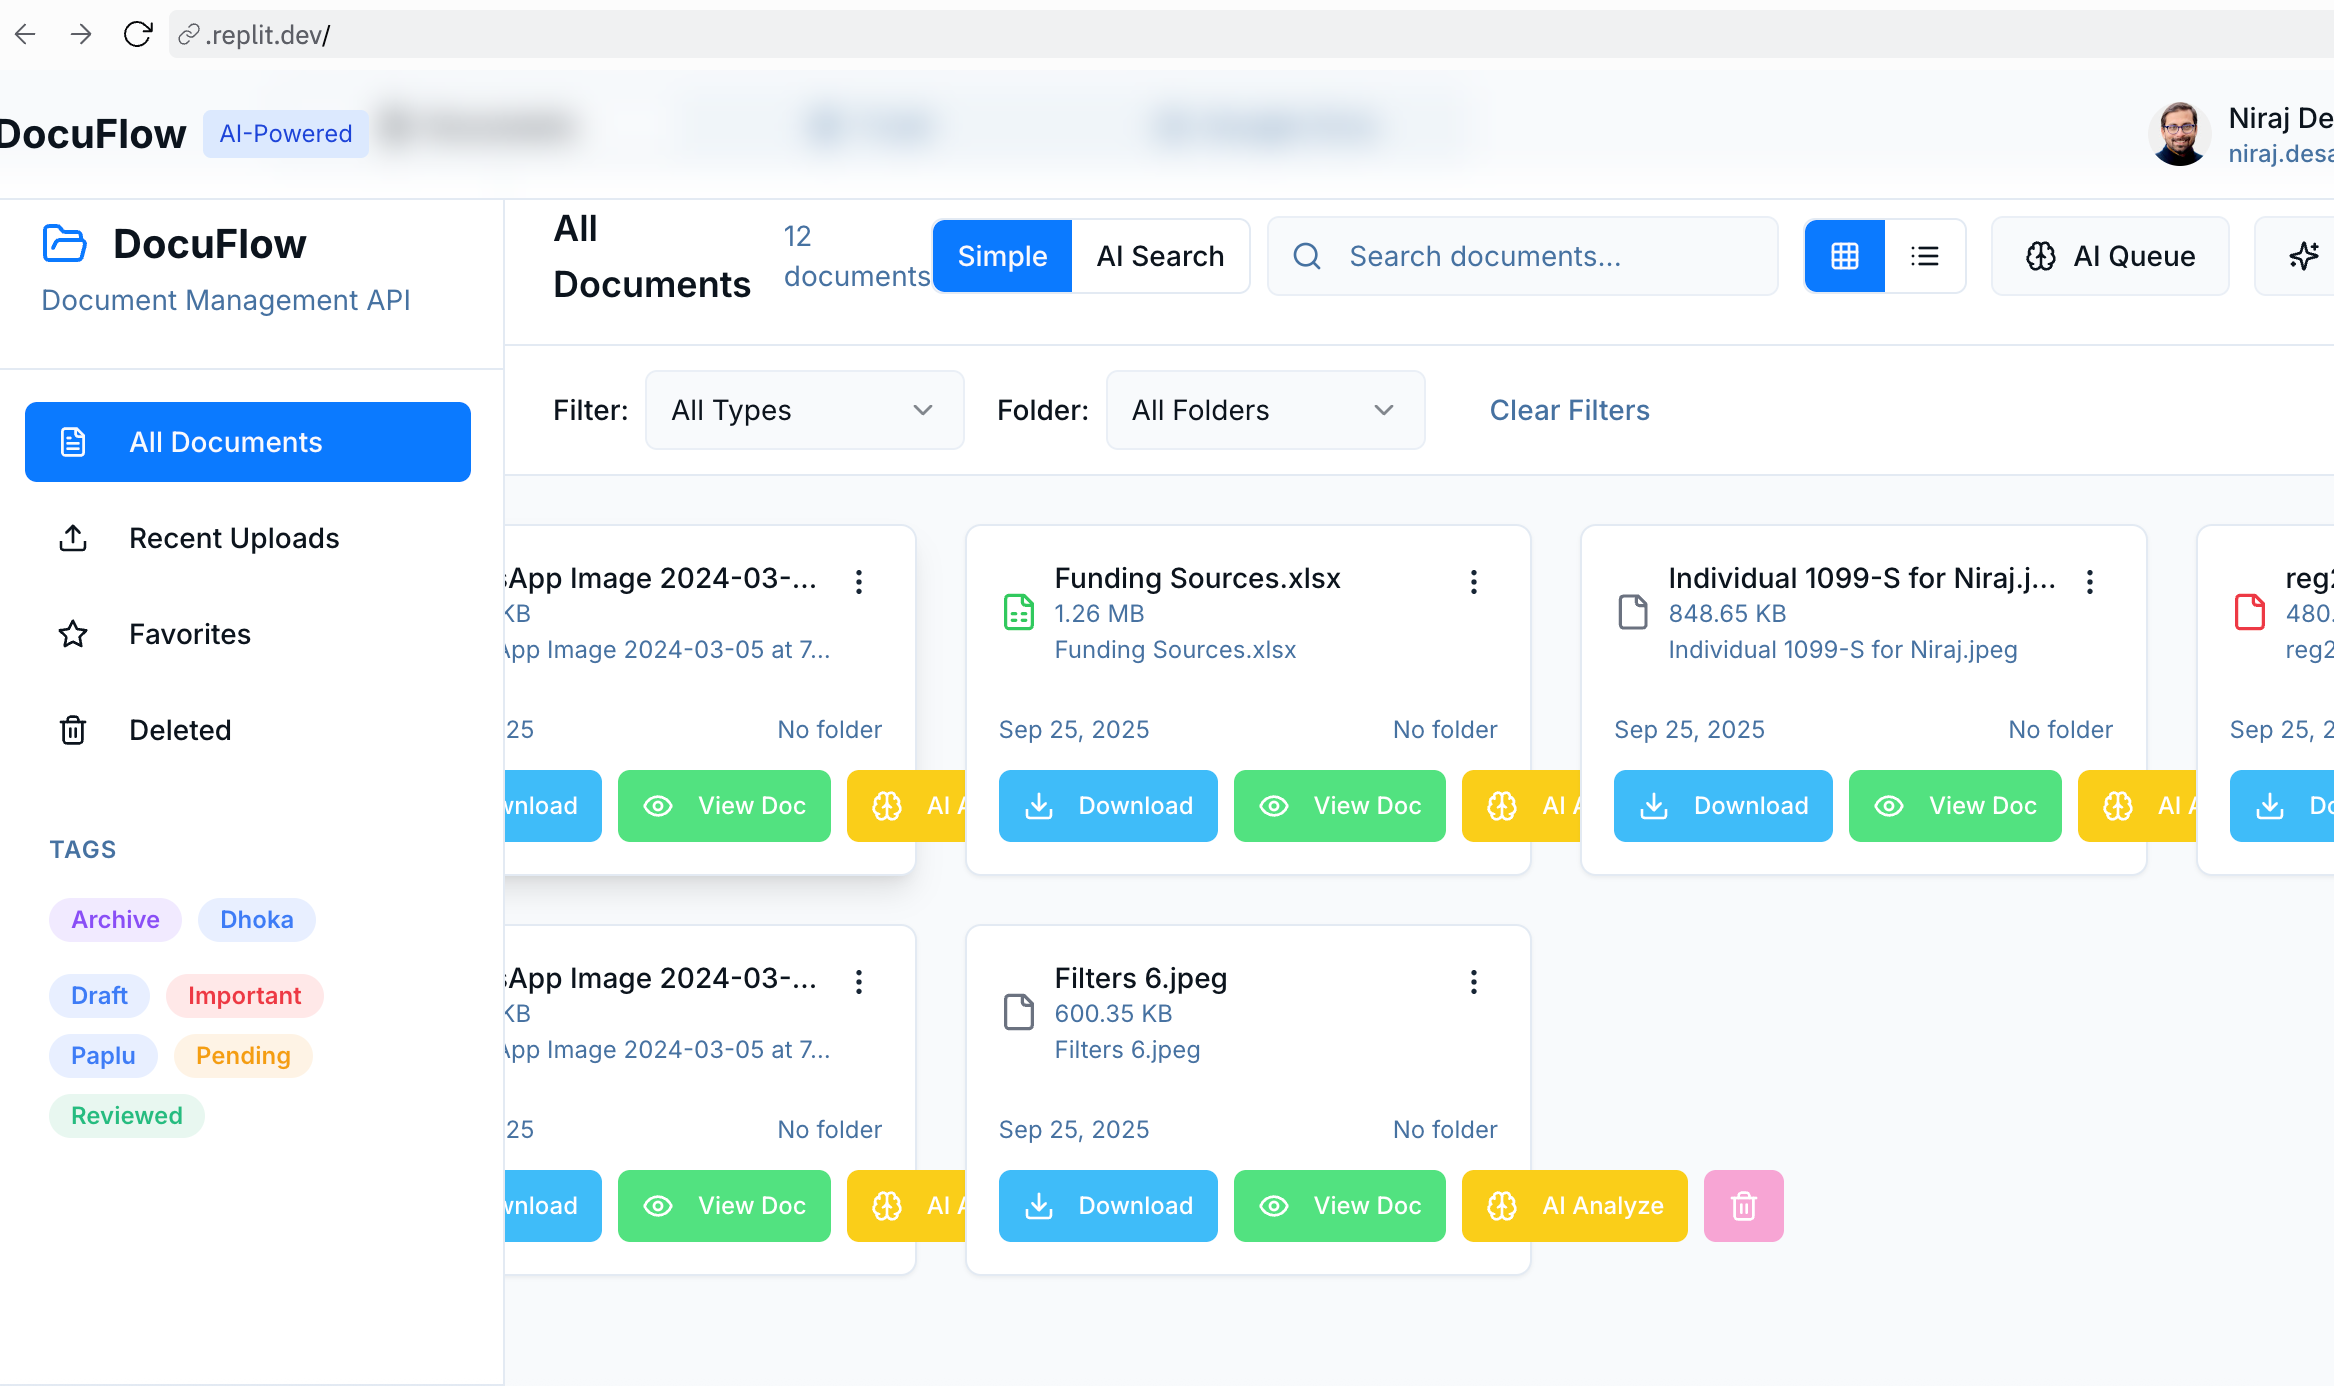 .replit.dev/
DocuFlow
AI-Powered
Niraj De
niraj.desa
DocuFlow
Document Management API
All Documents
Recent Uploads
Favorites
Deleted
TAGS
Archive
Dhoka
Draft
Important
Paplu
Pending
Reviewed
All
Documents
12
documents
Simple
AI Search
Search documents...
AI Queue
Filter:
All Types
Folder:
All Folders
Clear Filters
sApp Image 2024-03-...
KB
App Image 2024-03-05 at 7...
25
No folder
wnload
View Doc
AI A
Funding Sources.xlsx
1.26 MB
Funding Sources.xlsx
Sep 25, 2025
No folder
Download
View Doc
AI A
Individual 1099-S for Niraj.j...
848.65 KB
Individual 1099-S for Niraj.jpeg
Sep 25, 2025
No folder
Download
View Doc
AI A
reg2
480.
reg2
Sep 25, 2
Do
sApp Image 2024-03-...
KB
App Image 2024-03-05 at 7...
25
No folder
wnload
View Doc
AI A
Filters 6.jpeg
600.35 KB
Filters 6.jpeg
Sep 25, 2025
No folder
Download
View Doc
AI Analyze